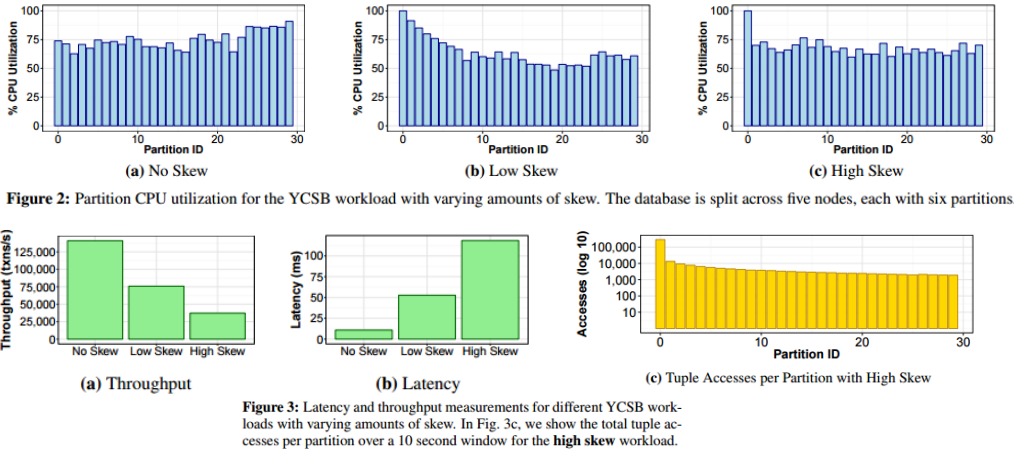 100
75
50
25
0
% CPU Utilization
0 10 20 30
Partition ID
(a) No Skew
100
75
50
25
0
% CPU Utilization
0 10 20 30
Partition ID
(b) Low Skew
100
75
50
25
0
% CPU Utilization
0 10 20 30
Partition ID
(c) High Skew
Figure 2: Partition CPU utilization for the YCSB workload with varying amounts of skew. The database is split across five nodes, each with six partitions
Throughput (txns/s)
125,000
100,000
75,000
50,000
25,000
0
No Skew Low Skew High Skew
(a) Throughput
Latency (ms)
100
75
50
25
0
No Skew Low Skew High Skew
(b) Latency
Accesses (log 10)
100,000
10,000
1,000
100
10
0 10 20 30
Partition ID
(c) Tuple Accesses per Partition with High Skew
Figure 3: Latency and throughput measurements for different YCSB work-
loads with varying amounts of skew. In Fig. 3c, we show the total tuple ac-
cesses per partition over a 10 second window for the high skew workload.